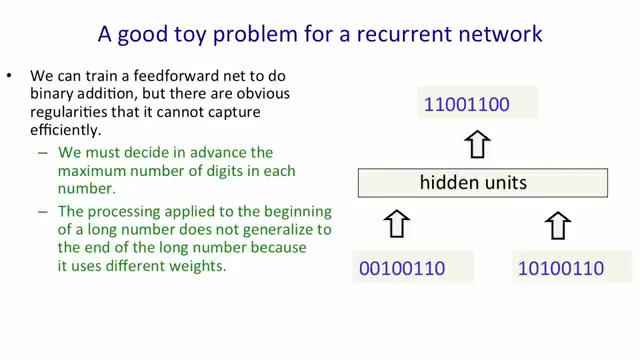 A good toy problem for a recurrent network
• We can train a feedforward net to do
binary addition, but there are obvious
regularities that it cannot capture
efficiently.
– We must decide in advance the
maximum number of digits in each
number.
– The processing applied to the beginning
of a long number does not generalize to
the end of the long number because
it uses different weights.
11001100
hidden units
00100110
10100110